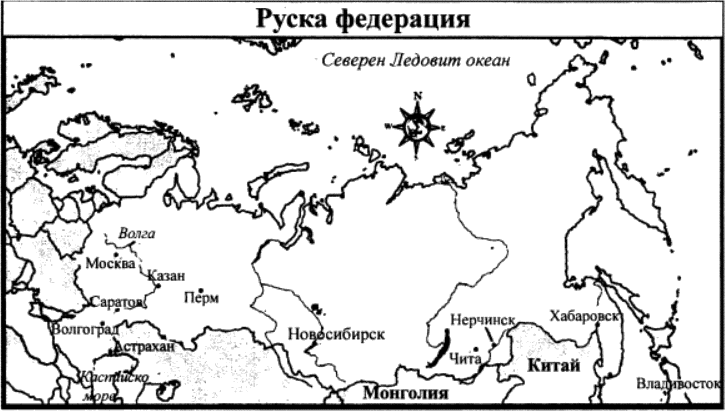 Руска федерация
Северен Ледовит океан
N
W
E
Волга
Москва
Казан
Перм
Саратов
Волгоград
Астрахан
Каспийско
море
Новосибирск
Нерчинск
Чита
Хабаровск
Китай
Монголия
Владивосток